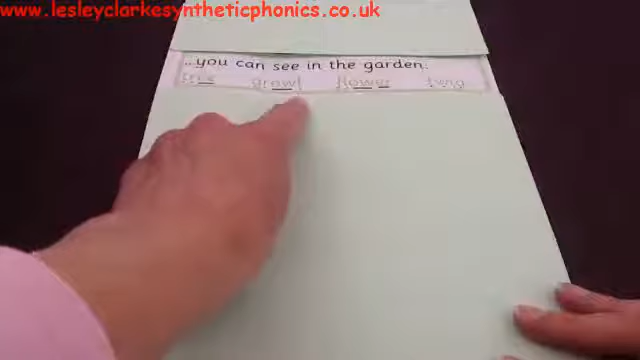 www.lesleyclarkesyntheticphonics.co.uk
...you can see in the garden.
tree growl flower twig